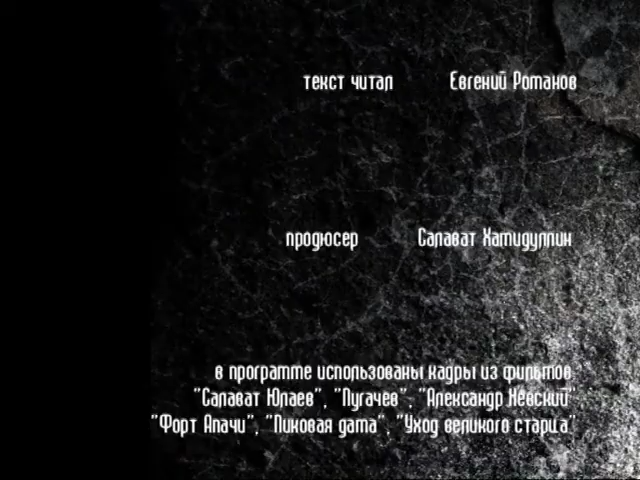 текст читал Евгений Романов
продюсер Салават Хамидуллин
в программе использованы кадры из фильмов
"Салават Юлаев", "Пугачев", "Александр Невский"
"Форт Апачи", "Пиковая дама", "Уход великого старца"